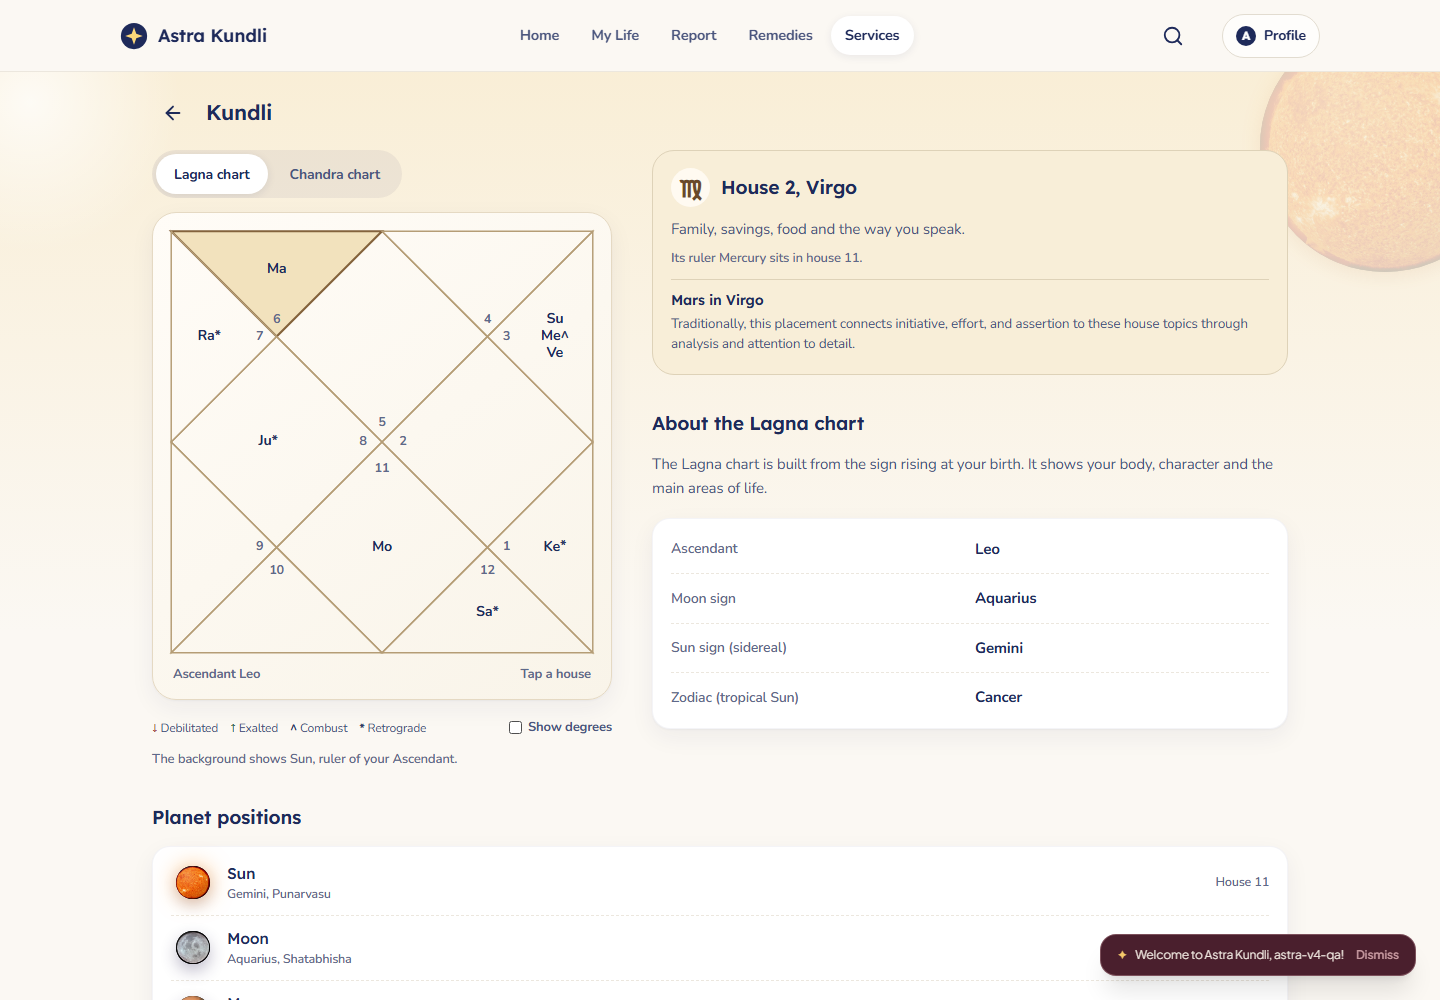 Astra Kundli
Home
My Life
Report
Remedies
Services
A
Profile
Kundli
Lagna chart
Chandra chart
Ma
6
Ra*
7
4
3
Su
Me^
Ve
5
Ju*
8
2
11
9
10
Mo
1
Ke*
12
Sa*
Ascendant Leo
Tap a house
↓ Debilitated
↑ Exalted
^ Combust
* Retrograde
Show degrees
The background shows Sun, ruler of your Ascendant.
House 2, Virgo
Family, savings, food and the way you speak.
Its ruler Mercury sits in house 11.
Mars in Virgo
Traditionally, this placement connects initiative, effort, and assertion to these house topics through
analysis and attention to detail.
About the Lagna chart
The Lagna chart is built from the sign rising at your birth. It shows your body, character and the
main areas of life.
Ascendant
Leo
Moon sign
Aquarius
Sun sign (sidereal)
Gemini
Zodiac (tropical Sun)
Cancer
Planet positions
Sun
Gemini, Punarvasu
House 11
Moon
Aquarius, Shatabhisha
Welcome to Astra Kundli, astra-v4-qa!
Dismiss